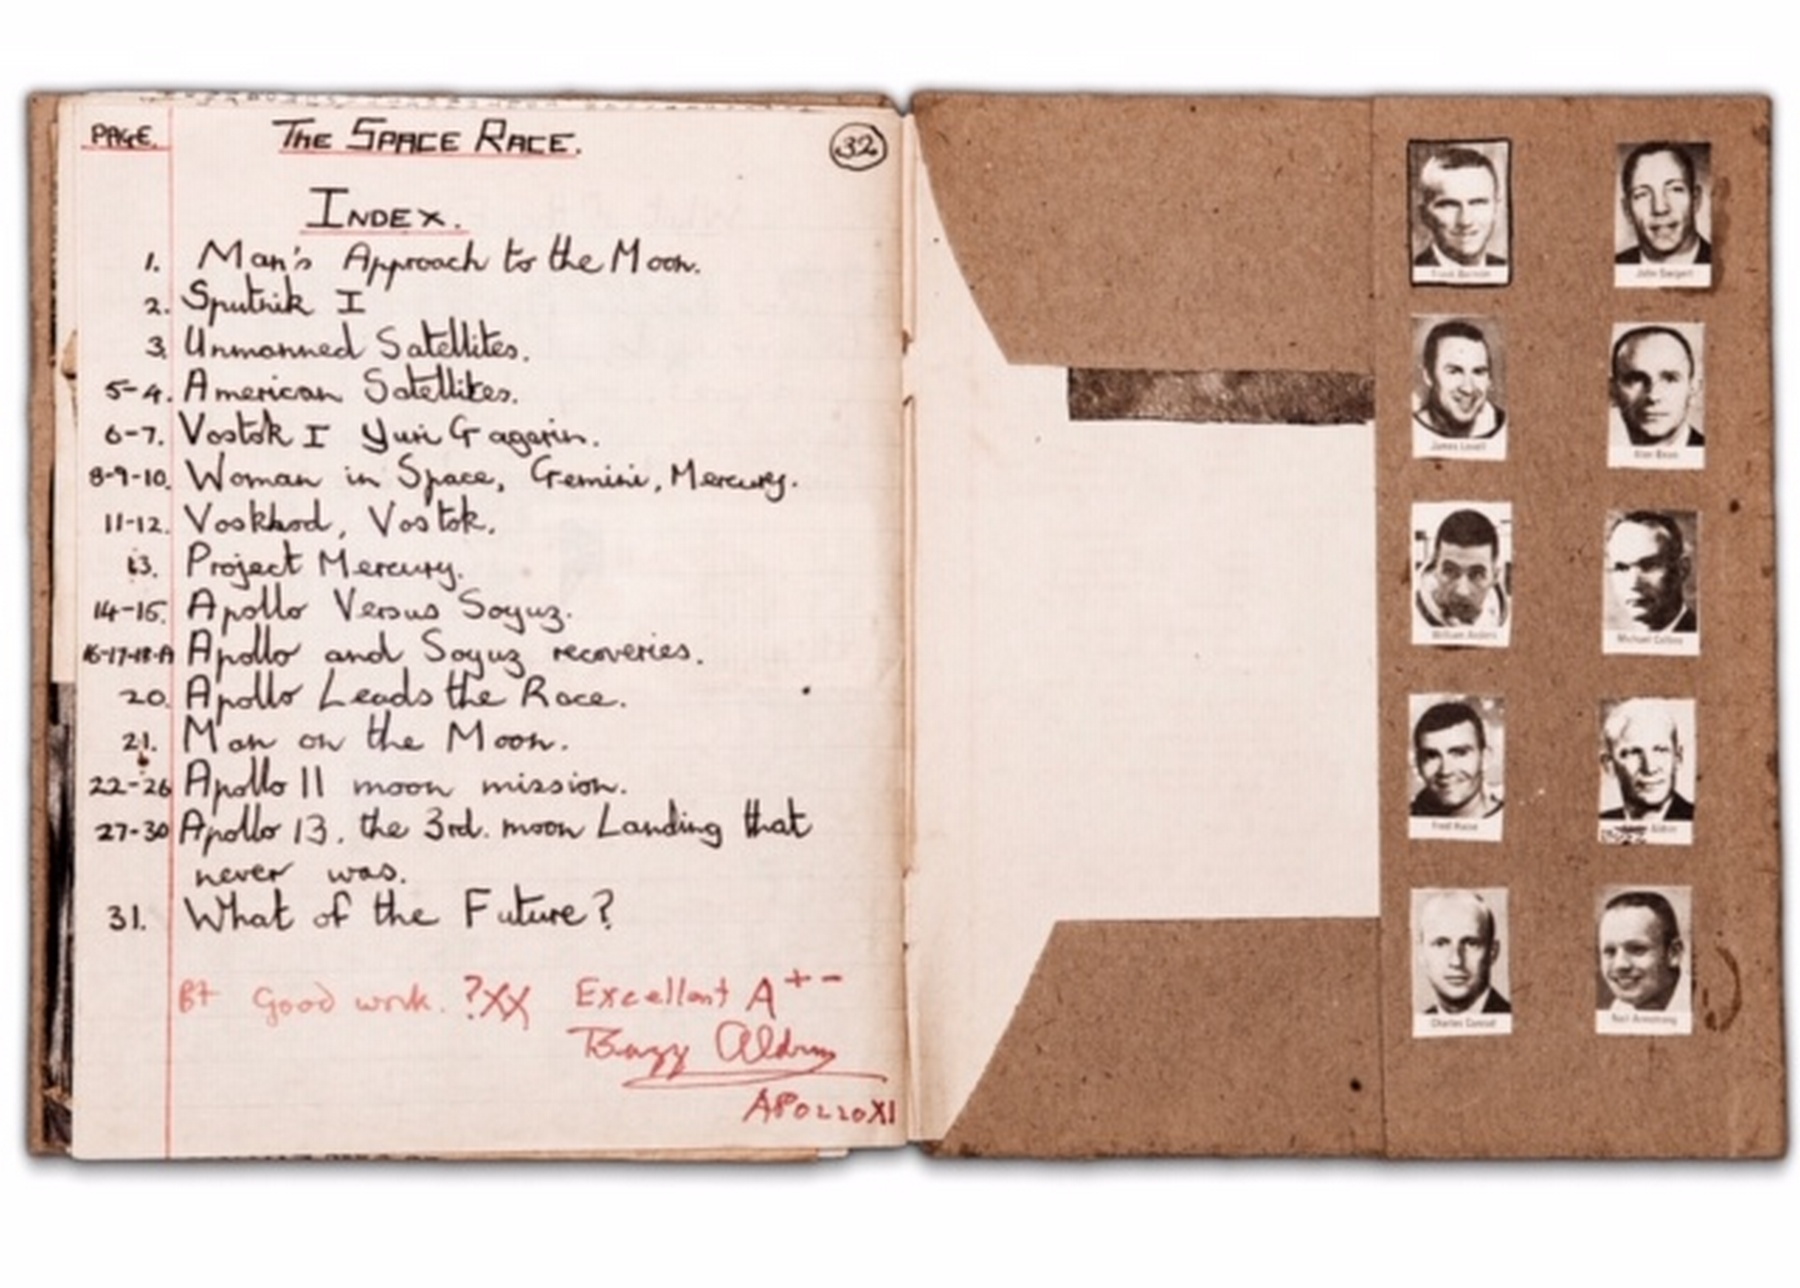 PAGE. THE SPACE RACE. 32
INDEX.
1. Man's Approach to the Moon.
2. Sputnik I
3. Unmanned Satellites.
5-4. American Satellites.
6-7. Vostok I Yuri Gagerin.
8-9-10. Woman in Space, Gemini, Mercury.
11-12. Voskhod, Vostok.
13. Project Mercury.
14-15. Apollo Versus Soyuz.
16-17-18-19 Apollo and Soyuz recoveries.
20. Apollo Leads the Race.
21. Man on the Moon.
22-26 Apollo 11 moon mission.
27-30 Apollo 13. the 3rd. moon Landing that
never was.
31. What of the Future?
B+ Good work. ?XX Excellent A+-
Buzz Aldrin
APOLLO XI
Frank Borman
John Swigert
James Lovell
Alan Bean
William Anders
Michael Collins
Fred Haise
Aldrin
Charles Conrad
Neil Armstrong